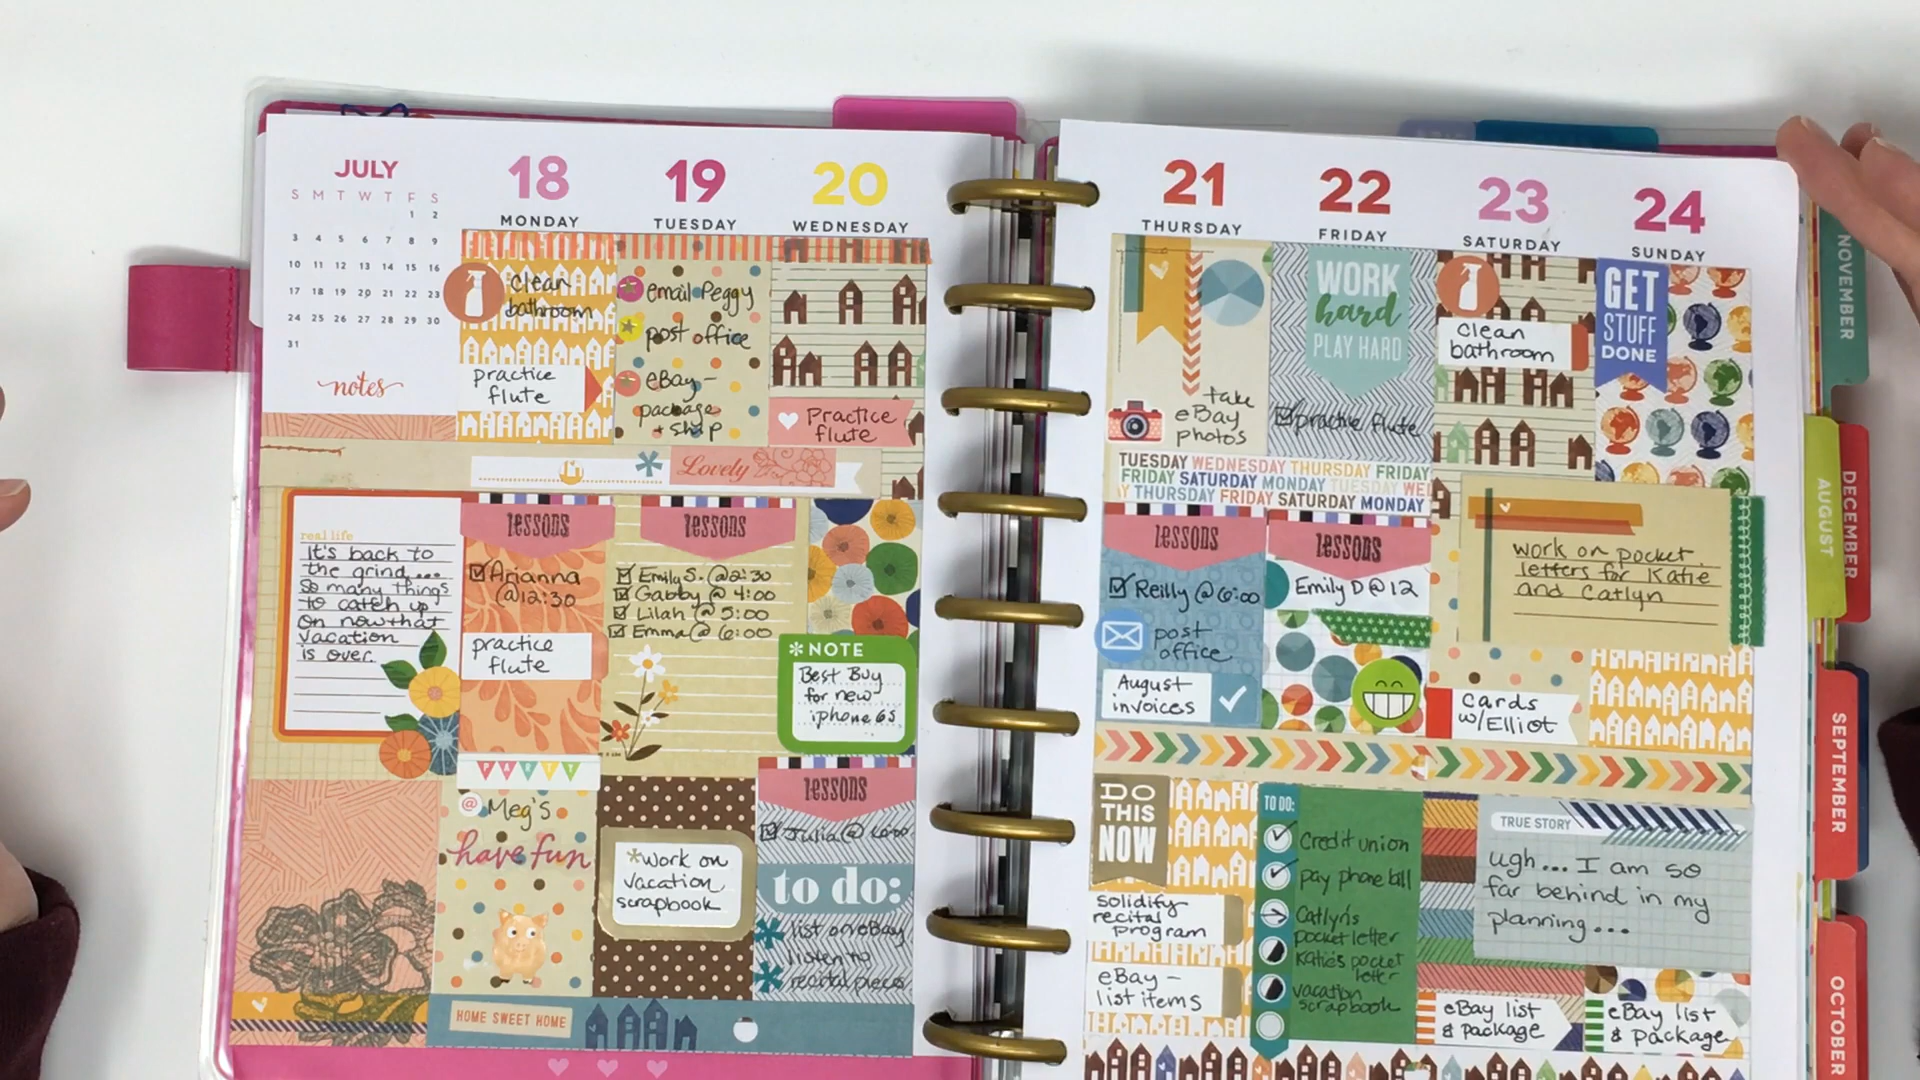 JULY
S M T W T F S
1 2
3 4 5 6 7 8 9
10 11 12 13 14 15 16
17 18 19 20 21 22 23
24 25 26 27 28 29 30
31
notes
18
MONDAY
19
TUESDAY
20
WEDNESDAY
clean
bathroom
practice
flute
email Peggy
post office
eBay -
package
+ ship
Practice
flute
Lovely
real life
It's back to
the grind....
So many things
to catch up
on now that
vacation
is over.
lessons
Arianna
@12:30
practice
flute
lessons
Emily S. @2:30
Gabby @ 4:00
Lilah @ 5:00
Emma @ 6:00
*NOTE
Best Buy
for new
iphone 6s
PARTY
@ Meg's
have fun
*Work on
vacation
scrapbook
lessons
Julia @ 6:00
to do:
list on eBay
listen to
recital pieces
HOME SWEET HOME
21
THURSDAY
22
FRIDAY
23
SATURDAY
24
SUNDAY
take
eBay
photos
WORK
hard
PLAY HARD
practice flute
clean
bathroom
GET
STUFF
DONE
TUESDAY WEDNESDAY THURSDAY FRIDAY
FRIDAY SATURDAY MONDAY TUESDAY WE
Y THURSDAY FRIDAY SATURDAY MONDAY
lessons
Reilly @ 6:00
post
office
August
invoices
lessons
Emily D @ 12
work on pocket
letters for Katie
and Catlyn
cards
w/Elliot
DO
THIS
NOW
solidify
recital
program
eBay -
list items
TO DO:
Credit union
pay phone bill
Catlyn's
pocket letter
Katie's pocket
letter
vacation
scrapbook
TRUE STORY
ugh... I am so
far behind in my
planning...
eBay list
& package
eBay list
& package
NOVEMBER
DECEMBER
AUGUST
SEPTEMBER
OCTOBER